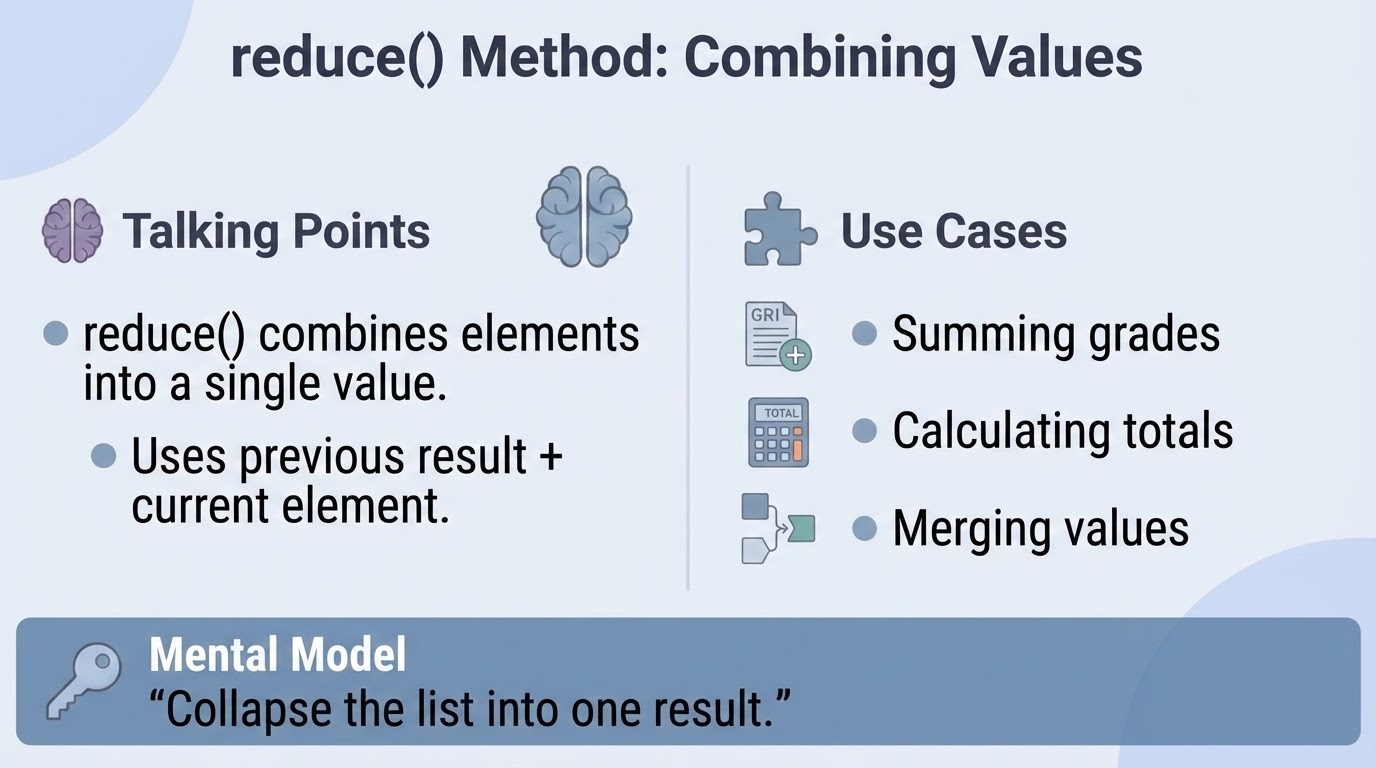 reduce() Method: Combining Values
Talking Points
reduce() combines elements
into a single value.
Uses previous result +
current element.
Use Cases
GRI
Summing grades
TOTAL
Calculating totals
Merging values
Mental Model
“Collapse the list into one result.”